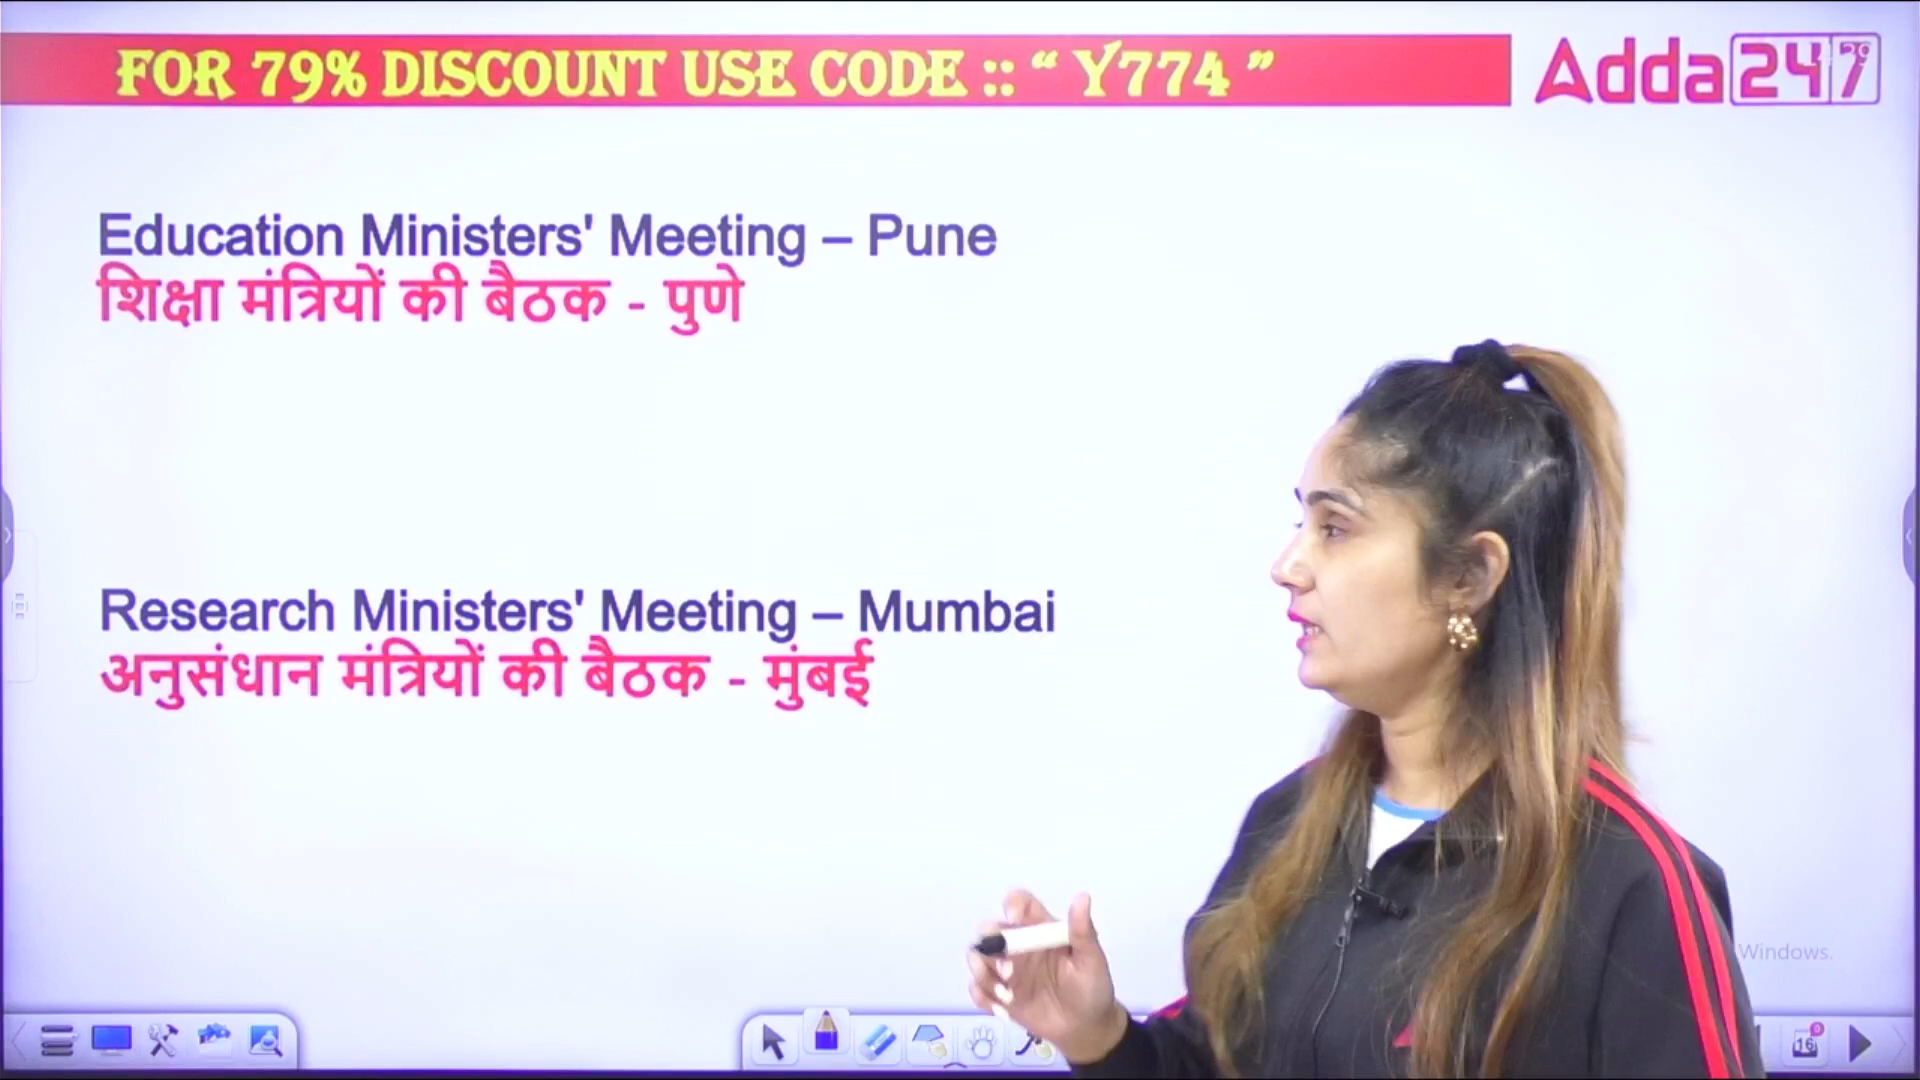 FOR 79% DISCOUNT USE CODE :: “ Y774 ”
Adda247
Education Ministers' Meeting – Pune
शिक्षा मंत्रियों की बैठक - पुणे
Research Ministers' Meeting – Mumbai
अनुसंधान मंत्रियों की बैठक - मुंबई
Windows.
16